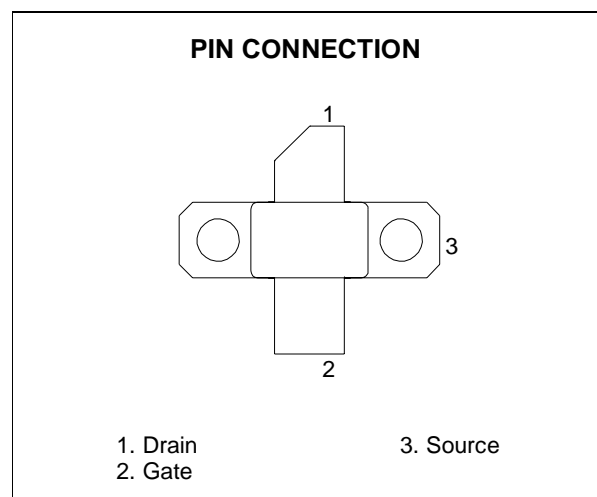 PIN CONNECTION
1
3
2
1. Drain
3. Source
2. Gate